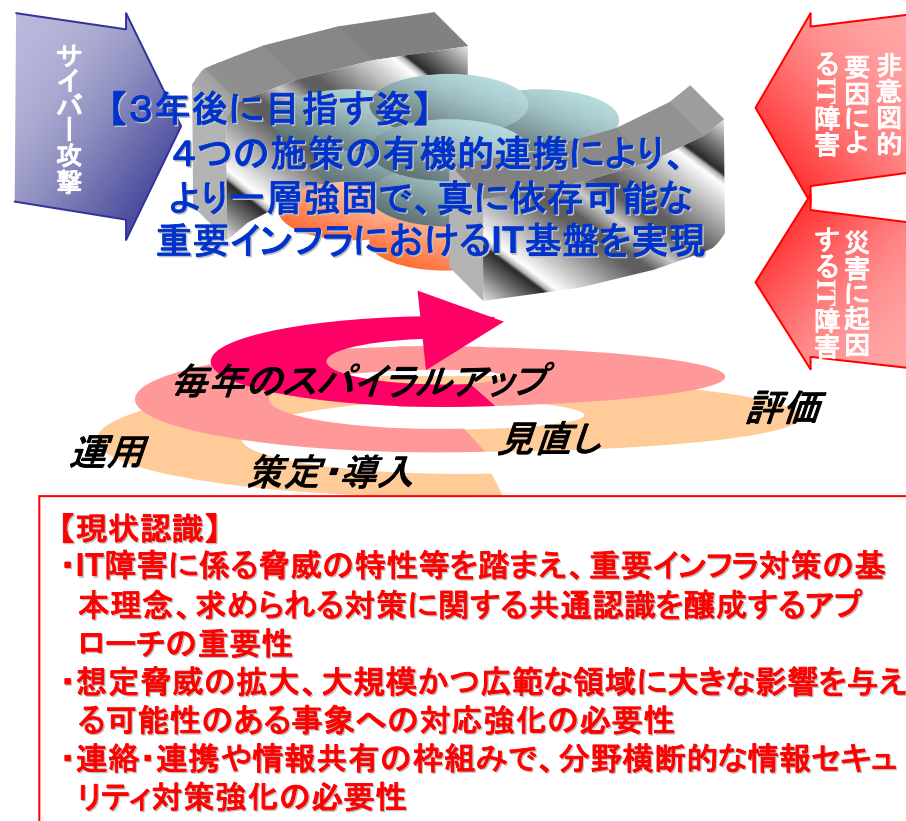 サイバー攻撃
【3年後に目指す姿】
4つの施策の有機的連携により、
より一層強固で、真に依存可能な
重要インフラにおけるIT基盤を実現
非意図的
要因によ
るIT障害
災害に起因
するIT障害
毎年のスパイラルアップ
評価
見直し
運用
策定・導入
【現状認識】
・IT障害に係る脅威の特性等を踏まえ、重要インフラ対策の基
本理念、求められる対策に関する共通認識を醸成するアプ
ローチの重要性
・想定脅威の拡大、大規模かつ広範な領域に大きな影響を与え
る可能性のある事象への対応強化の必要性
・連絡・連携や情報共有の枠組みで、分野横断的な情報セキュ
リティ対策強化の必要性